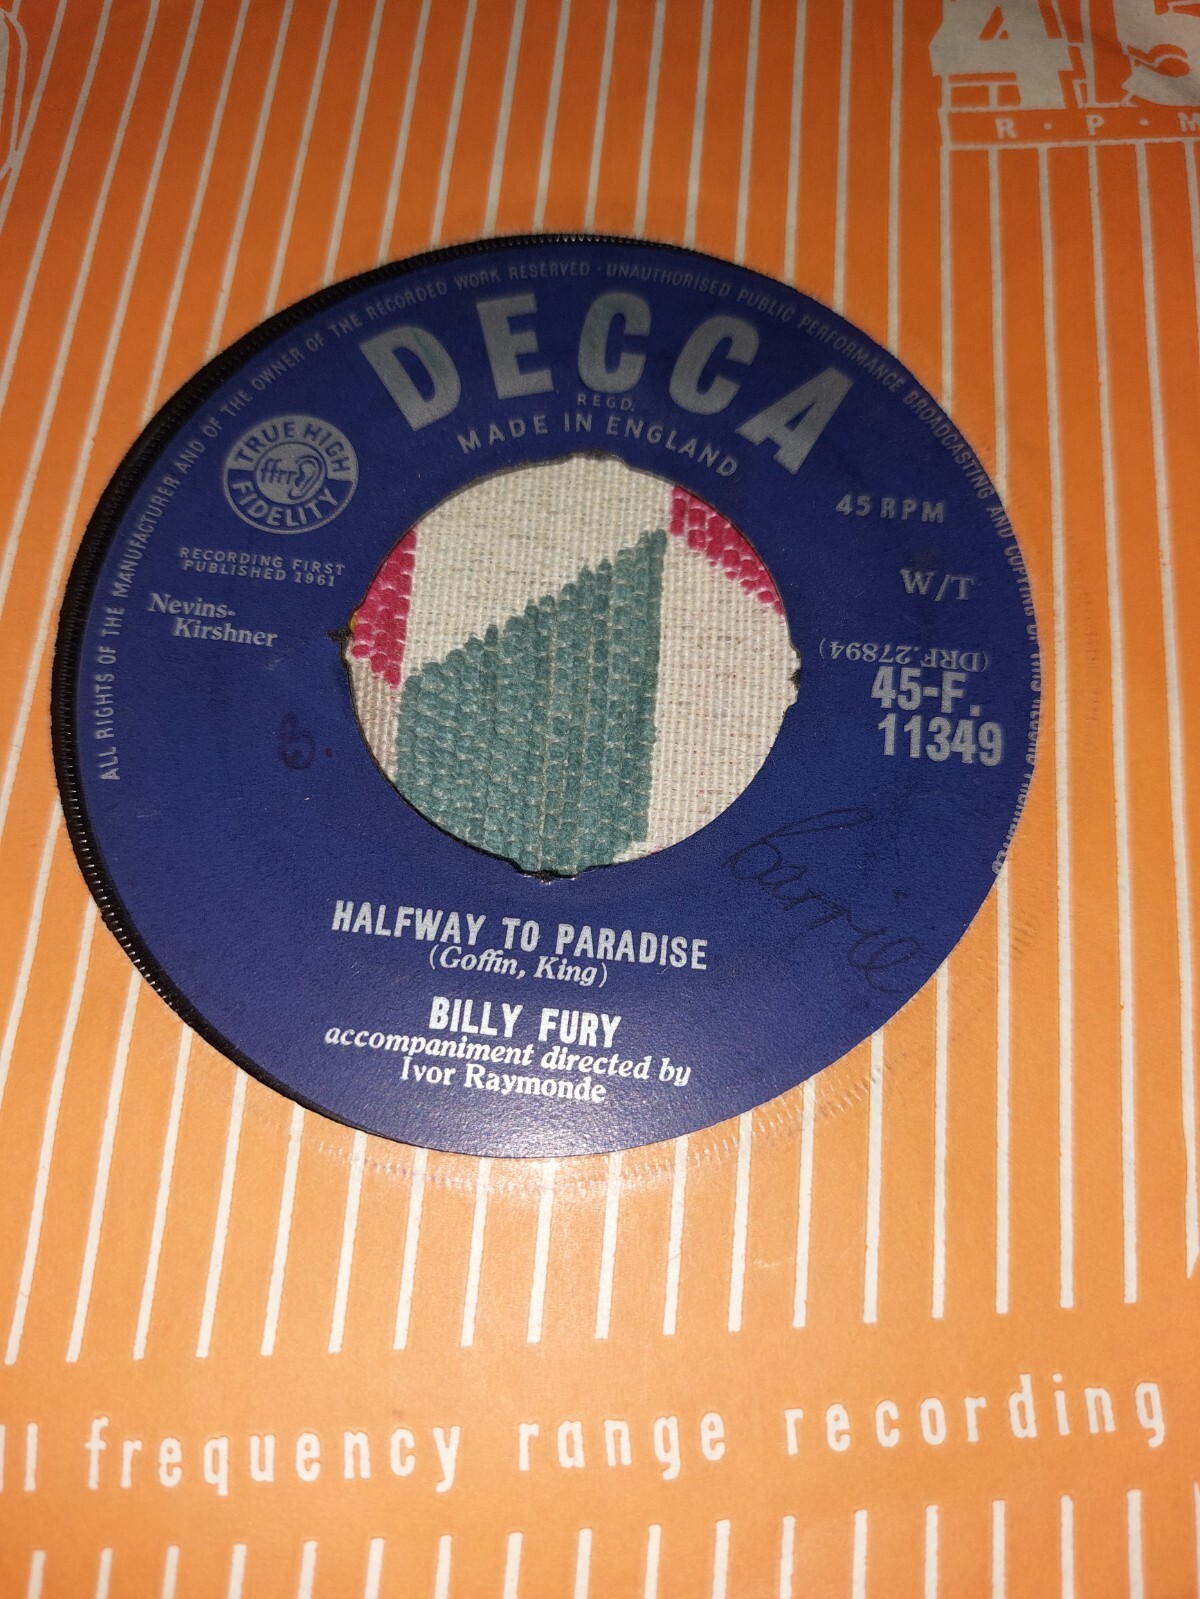 45
R · P · M
ALL RIGHTS OF THE MANUFACTURER AND OF THE OWNER OF THE RECORDED WORK RESERVED · UNAUTHORISED PUBLIC PERFORMANCE BROADCASTING AND COPYING OF THIS RECORD PROHIBITED
DECCA
REGD.
MADE IN ENGLAND
TRUE HIGH
ffrr
FIDELITY
45 RPM
RECORDING FIRST
PUBLISHED 1961
W/T
Nevins-
Kirshner
(DRF.27894)
45-F.
11349
B.
barrie
HALFWAY TO PARADISE
(Goffin, King)
BILLY FURY
accompaniment directed by
Ivor Raymonde
ll frequency range recording